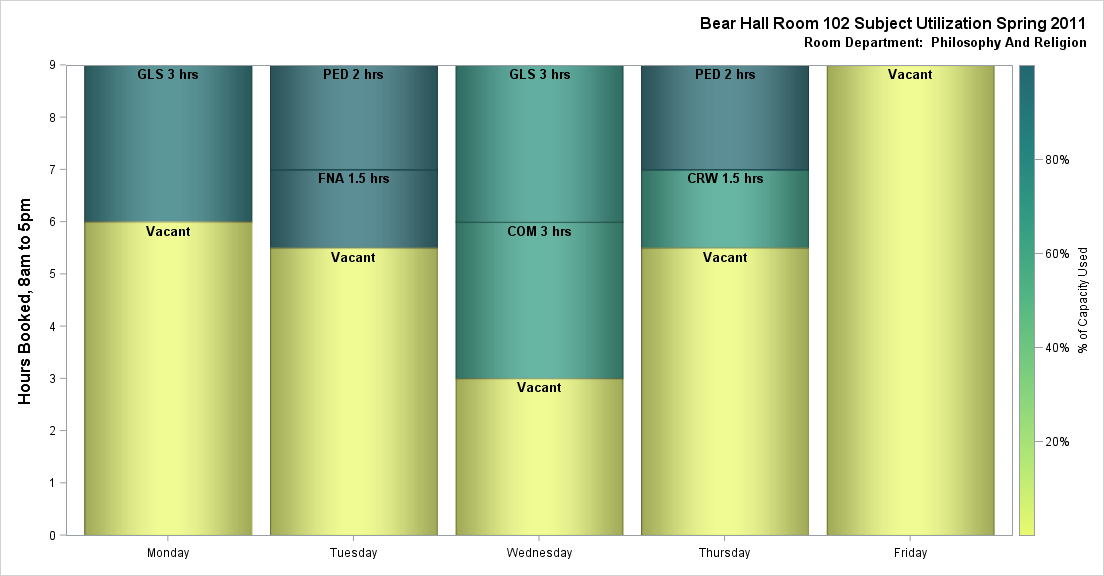 Bear Hall Room 102 Subject Utilization Spring 2011
Room Department:  Philosophy And Religion
Hours Booked, 8am to 5pm
9
8
7
6
5
4
3
2
1
0
GLS 3 hrs
Vacant
PED 2 hrs
FNA 1.5 hrs
Vacant
GLS 3 hrs
COM 3 hrs
Vacant
PED 2 hrs
CRW 1.5 hrs
Vacant
Vacant
Monday
Tuesday
Wednesday
Thursday
Friday
80%
60%
40%
20%
% of Capacity Used